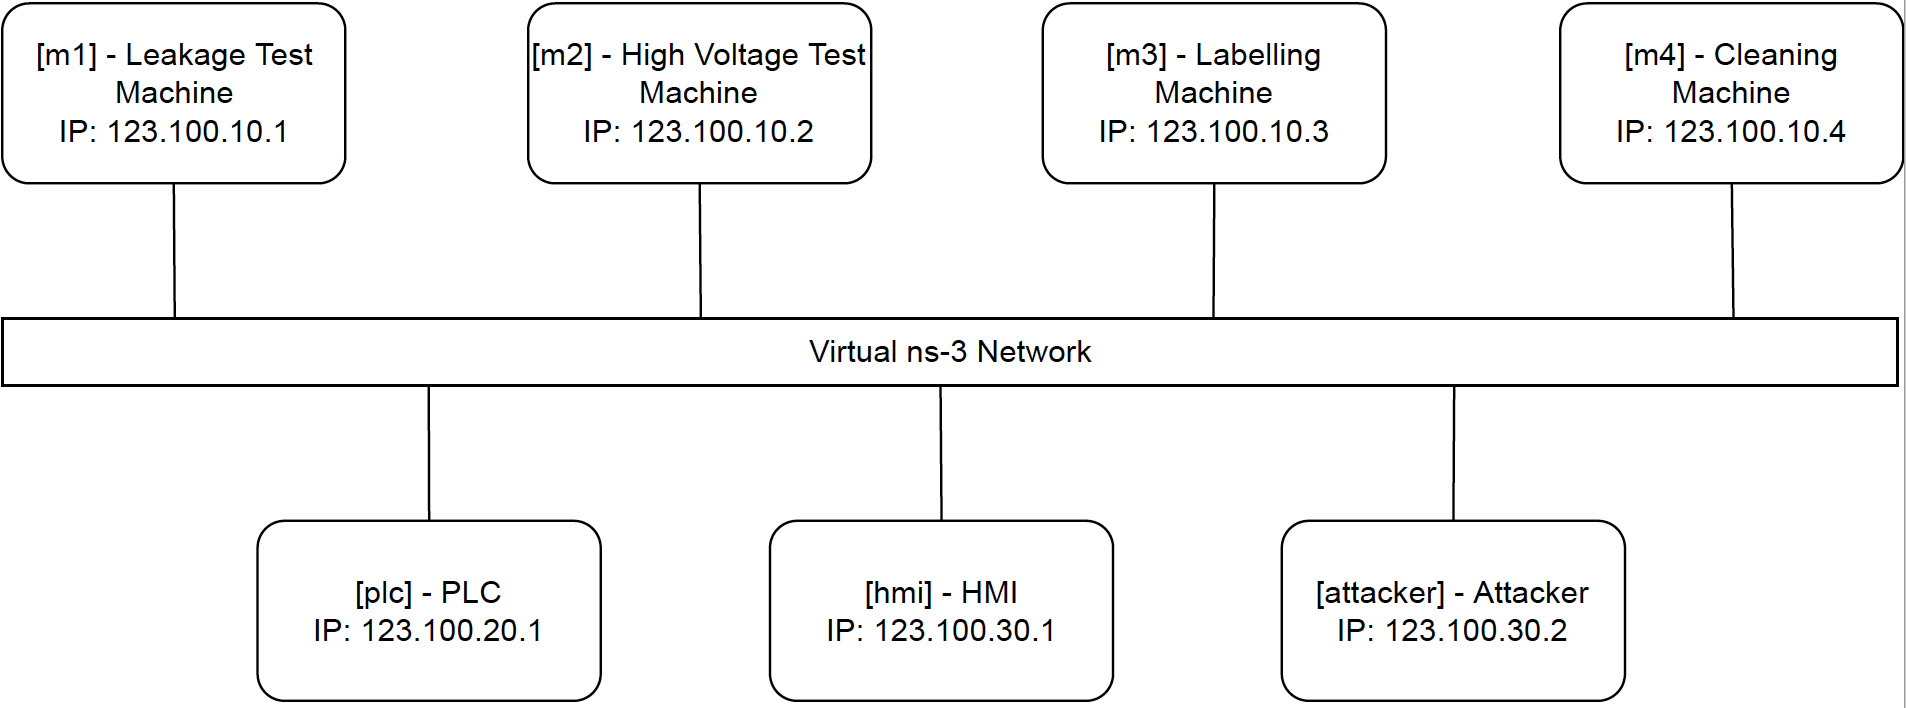 [m1] - Leakage Test
Machine
IP: 123.100.10.1
[m2] - High Voltage Test
Machine
IP: 123.100.10.2
[m3] - Labelling
Machine
IP: 123.100.10.3
[m4] - Cleaning
Machine
IP: 123.100.10.4
Virtual ns-3 Network
[plc] - PLC
IP: 123.100.20.1
[hmi] - HMI
IP: 123.100.30.1
[attacker] - Attacker
IP: 123.100.30.2